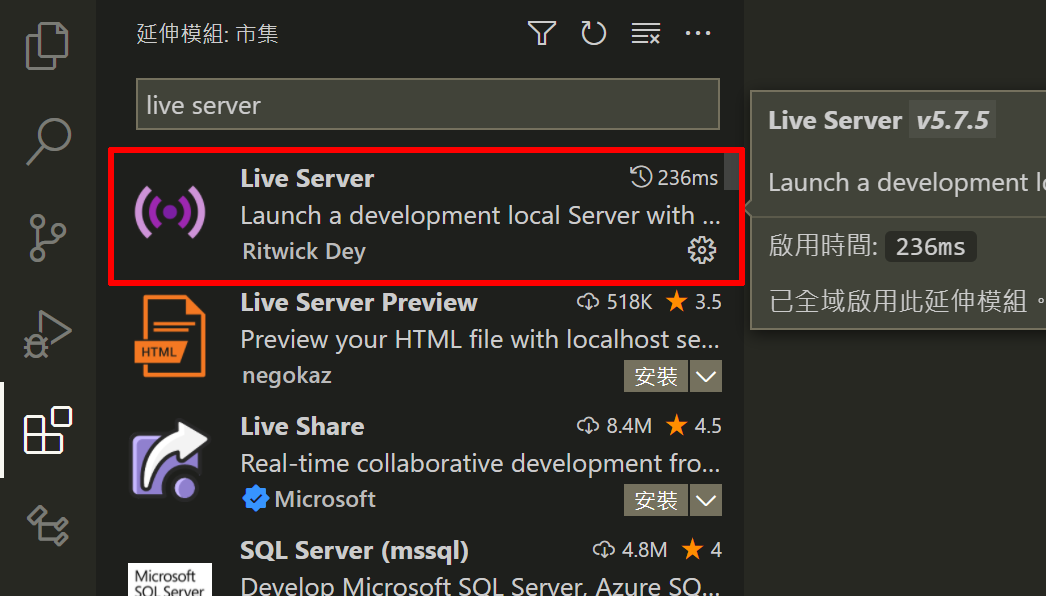 延伸模組: 市集
live server
Live Server
236ms
Launch a development local Server with ...
Ritwick Dey
Live Server Preview
518K
3.5
Preview your HTML file with localhost se...
negokaz
安裝
HTML
Live Share
8.4M
4.5
Real-time collaborative development fro...
Microsoft
安裝
SQL Server (mssql)
4.8M
4
Develop Microsoft SQL Server, Azure SQ...
Microsoft
SQL Server
Live Server v5.7.5
Launch a development lo
啟用時間: 236ms
已全域啟用此延伸模組。